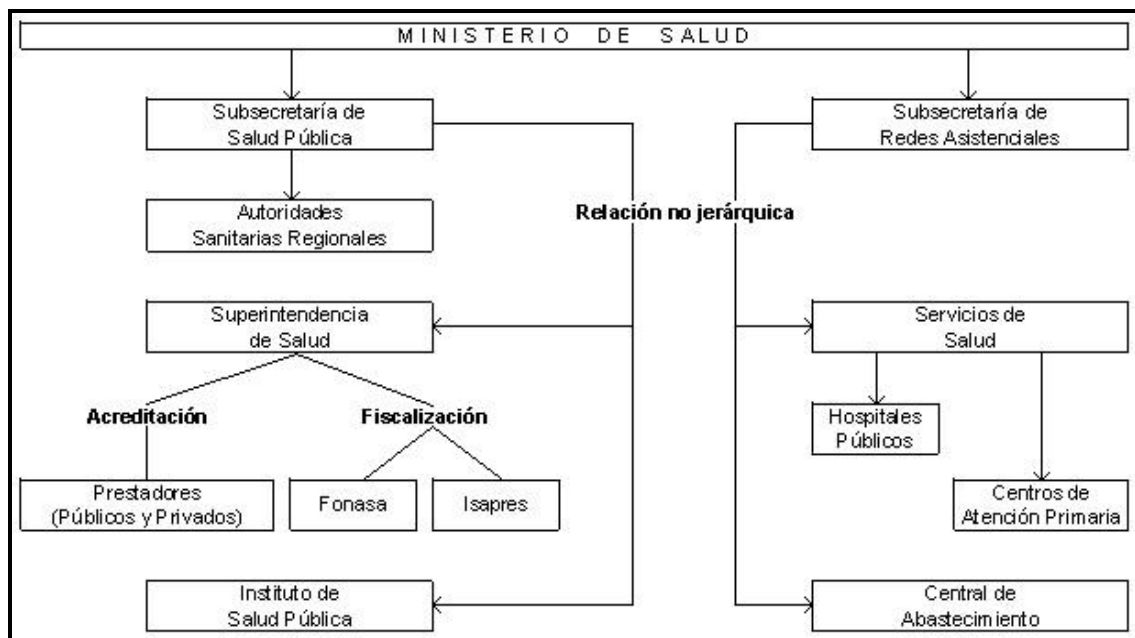 MINISTERIO DE SALUD
Subsecretaría de
Salud Pública
Subsecretaría de
Redes Asistenciales
Autoridades
Sanitarias Regionales
Relación no jerárquica
Superintendencia
de Salud
Servicios de
Salud
Acreditación
Fiscalización
Hospitales
Públicos
Prestadores
(Públicos y Privados)
Fonasa
Isapres
Centros de
Atención Primaria
Instituto de
Salud Pública
Central de
Abastecimiento